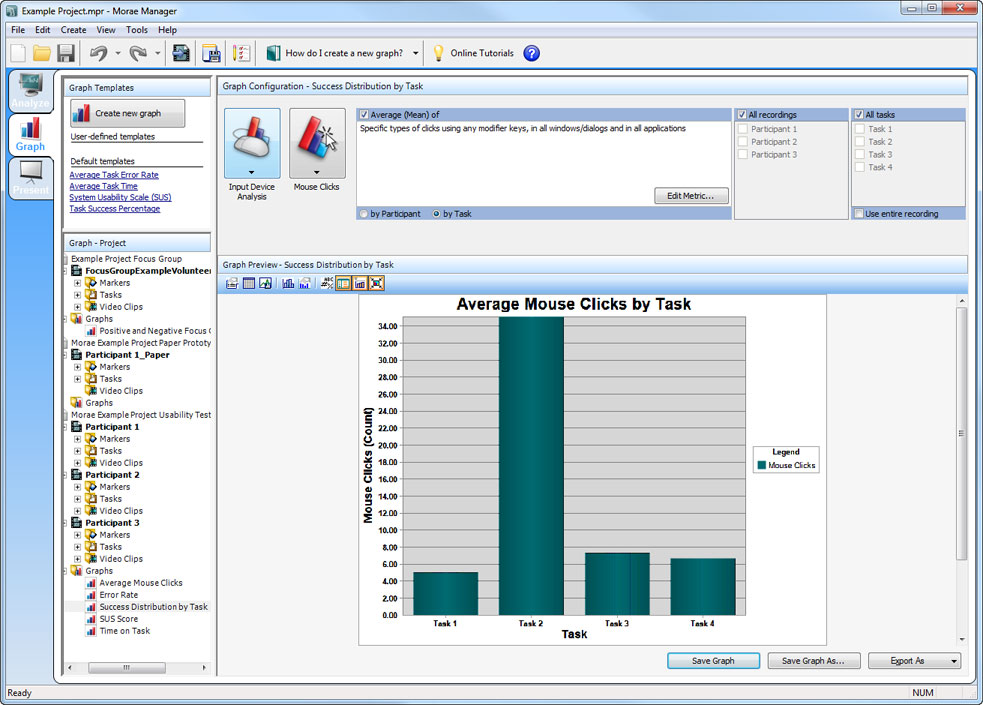 Example Project.mpr - Morae Manager
File Edit Create View Tools Help
How do I create a new graph?
Online Tutorials
Analyze
Graph
Present
Graph Templates
Create new graph
User-defined templates
Default templates
Average Task Error Rate
Average Task Time
System Usability Scale (SUS)
Task Success Percentage
Graph - Project
Example Project Focus Group
FocusGroupExampleVolunteer
Markers
Tasks
Video Clips
Graphs
Positive and Negative Focus
Morae Example Project Paper Prototy
Participant 1_Paper
Markers
Tasks
Video Clips
Graphs
Morae Example Project Usability Test
Participant 1
Markers
Tasks
Video Clips
Participant 2
Markers
Tasks
Video Clips
Participant 3
Markers
Tasks
Video Clips
Graphs
Average Mouse Clicks
Error Rate
Success Distribution by Task
SUS Score
Time on Task
Graph Configuration - Success Distribution by Task
Input Device
Analysis
Mouse Clicks
Average (Mean) of
Specific types of clicks using any modifier keys, in all windows/dialogs and in all applications
Edit Metric...
by Participant
by Task
All recordings
Participant 1
Participant 2
Participant 3
All tasks
Task 1
Task 2
Task 3
Task 4
Use entire recording
Graph Preview - Success Distribution by Task
Average Mouse Clicks by Task
Mouse Clicks (Count)
34.00
32.00
30.00
28.00
26.00
24.00
22.00
20.00
18.00
16.00
14.00
12.00
10.00
8.00
6.00
4.00
2.00
0.00
Task 1 Task 2 Task 3 Task 4
Task
Legend
Mouse Clicks
Save Graph
Save Graph As...
Export As
Ready
NUM